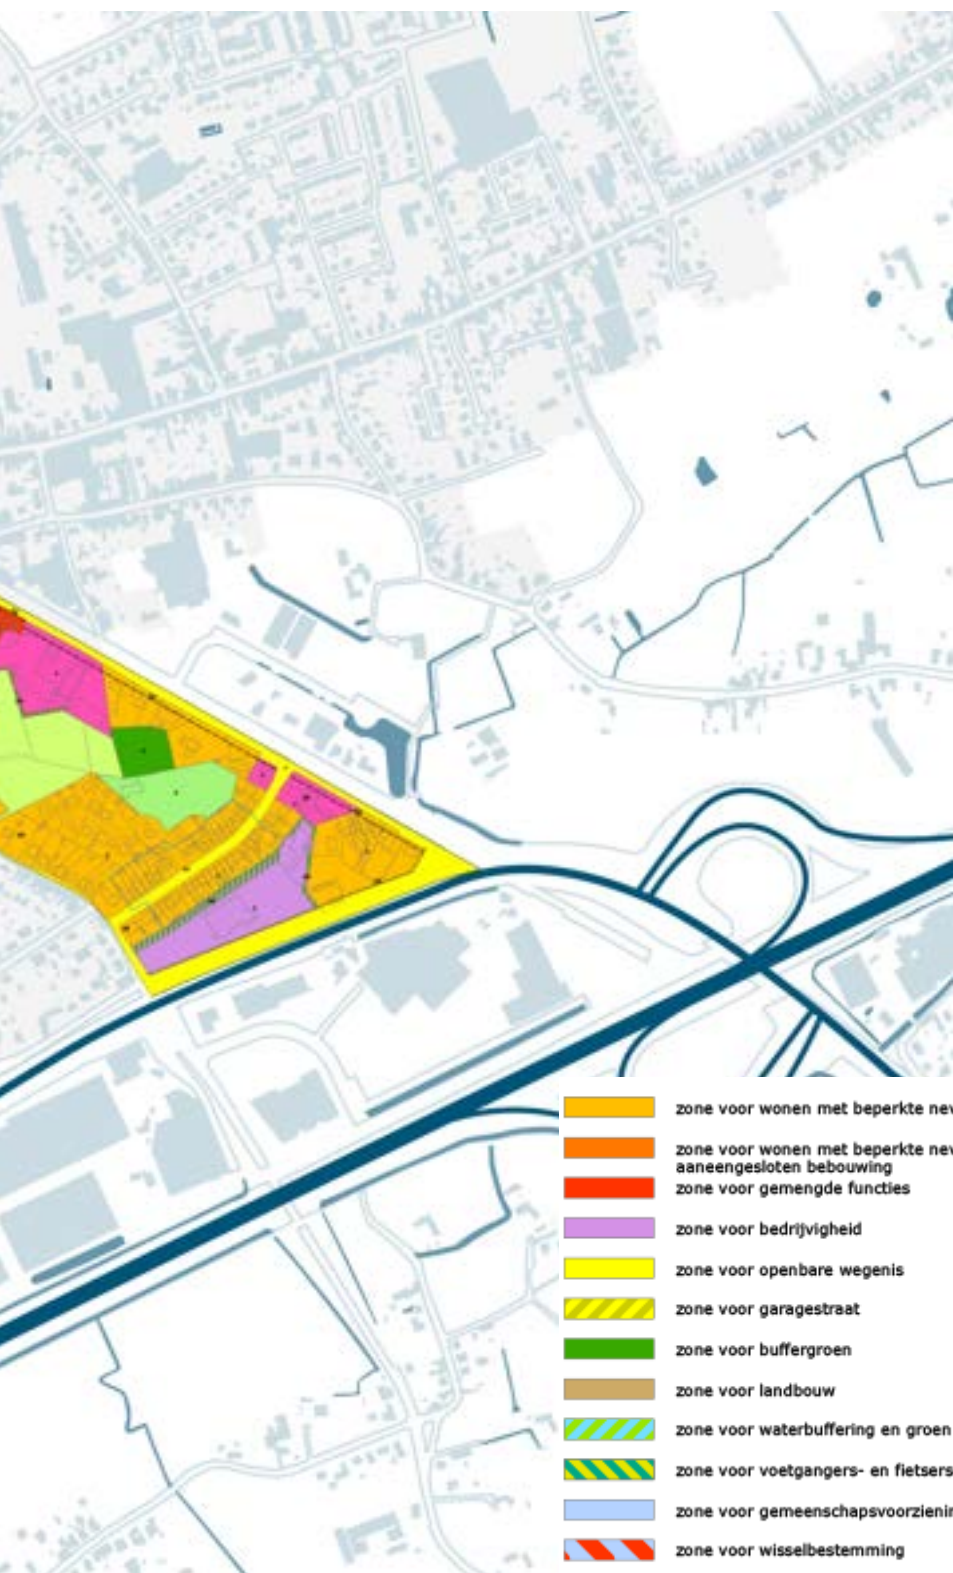 zone voor wonen met beperkte nev
zone voor wonen met beperkte nev
aaneengesloten bebouwing
zone voor gemengde functies
zone voor bedrijvigheid
zone voor openbare wegenis
zone voor garagestraat
zone voor buffergroen
zone voor landbouw
zone voor waterbuffering en groen
zone voor voetgangers- en fietsers
zone voor gemeenschapsvoorzienin
zone voor wisselbestemming